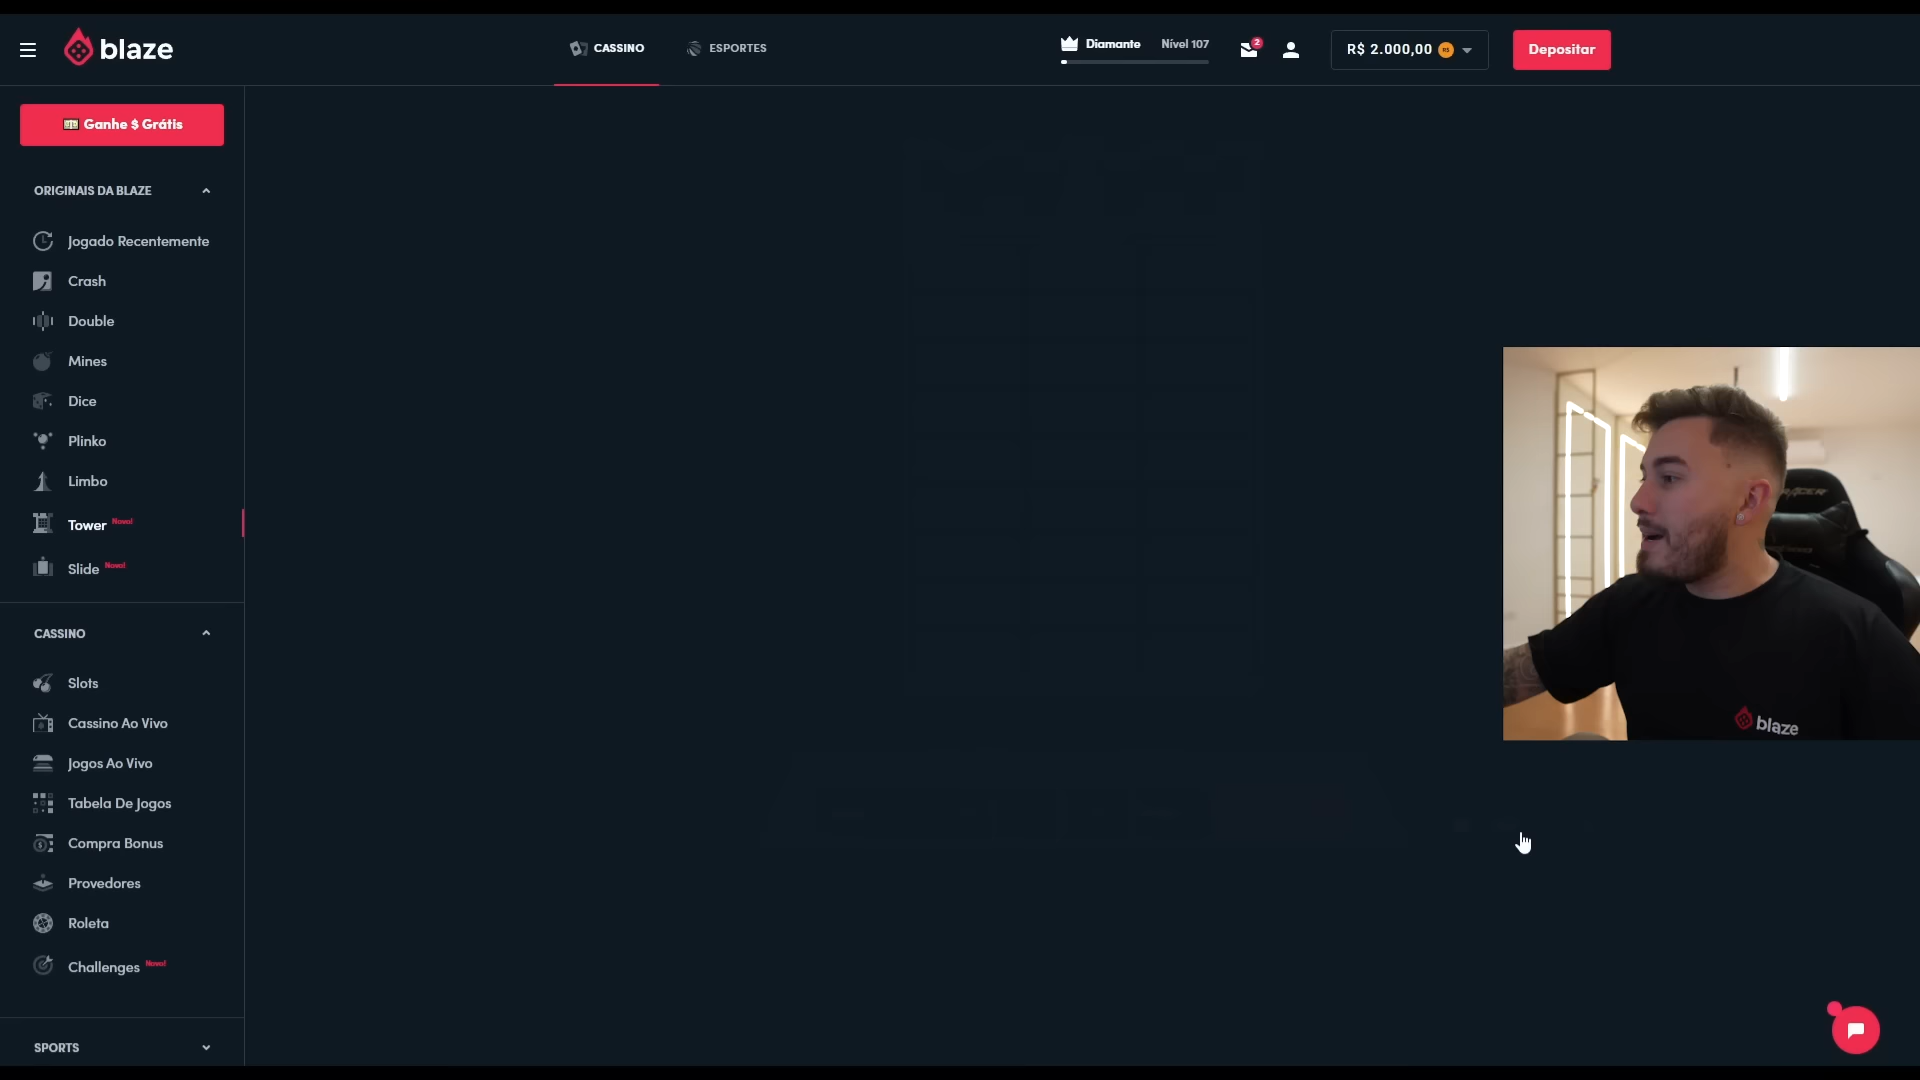 blaze
CASSINO
ESPORTES
Diamante
Nível 107
2
R$ 2.000,00
R$
Depositar
Ganhe $ Grátis
ORIGINAIS DA BLAZE
Jogado Recentemente
Crash
Double
Mines
Dice
Plinko
Limbo
Tower Novo!
Slide Novo!
CASSINO
Slots
Cassino Ao Vivo
Jogos Ao Vivo
Tabela De Jogos
Compra Bonus
Provedores
Roleta
Challenges Novo!
SPORTS
blaze